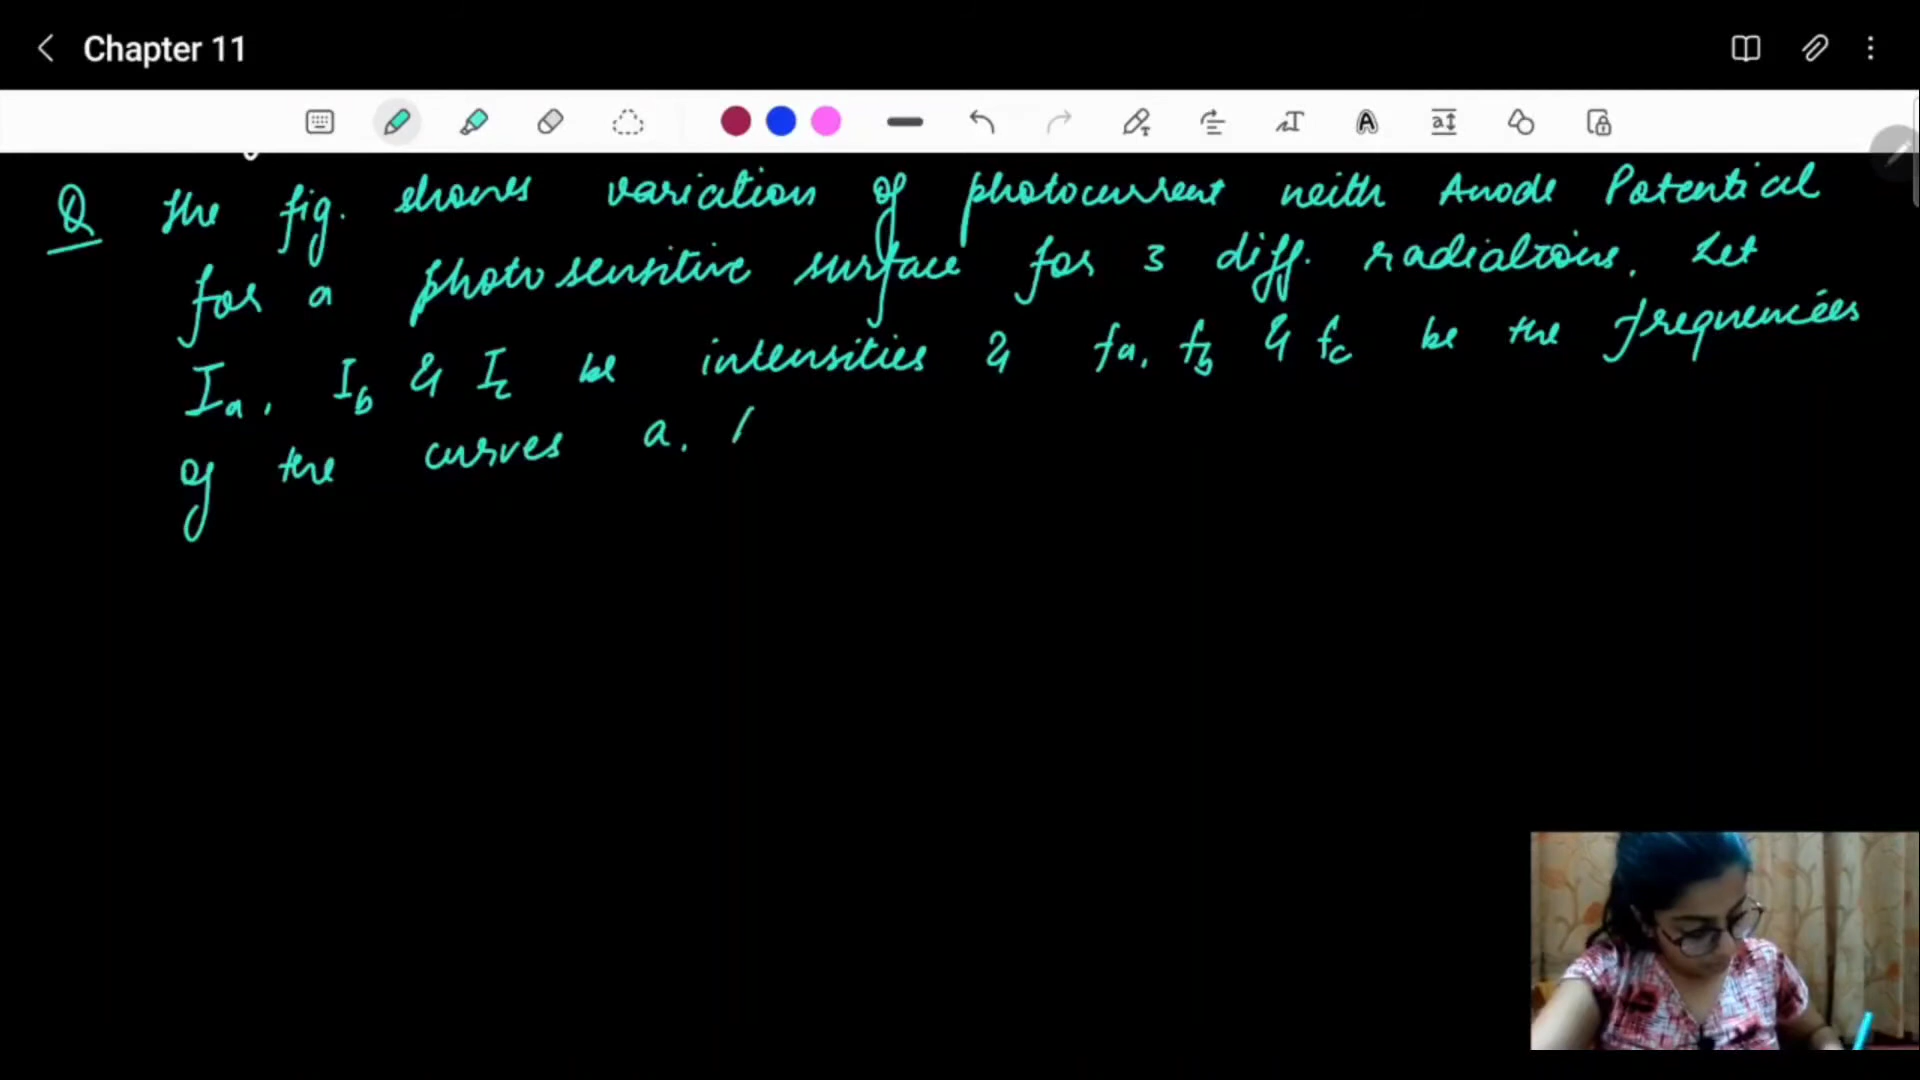 Chapter 11
Q the fig. shows variation of photocurrent with Anode Potential
for a photosensitive surface for 3 diff. radiations. Let
Ia, Ib & Ic be intensities & fa, fb & fc be the frequencies
of the curves a,